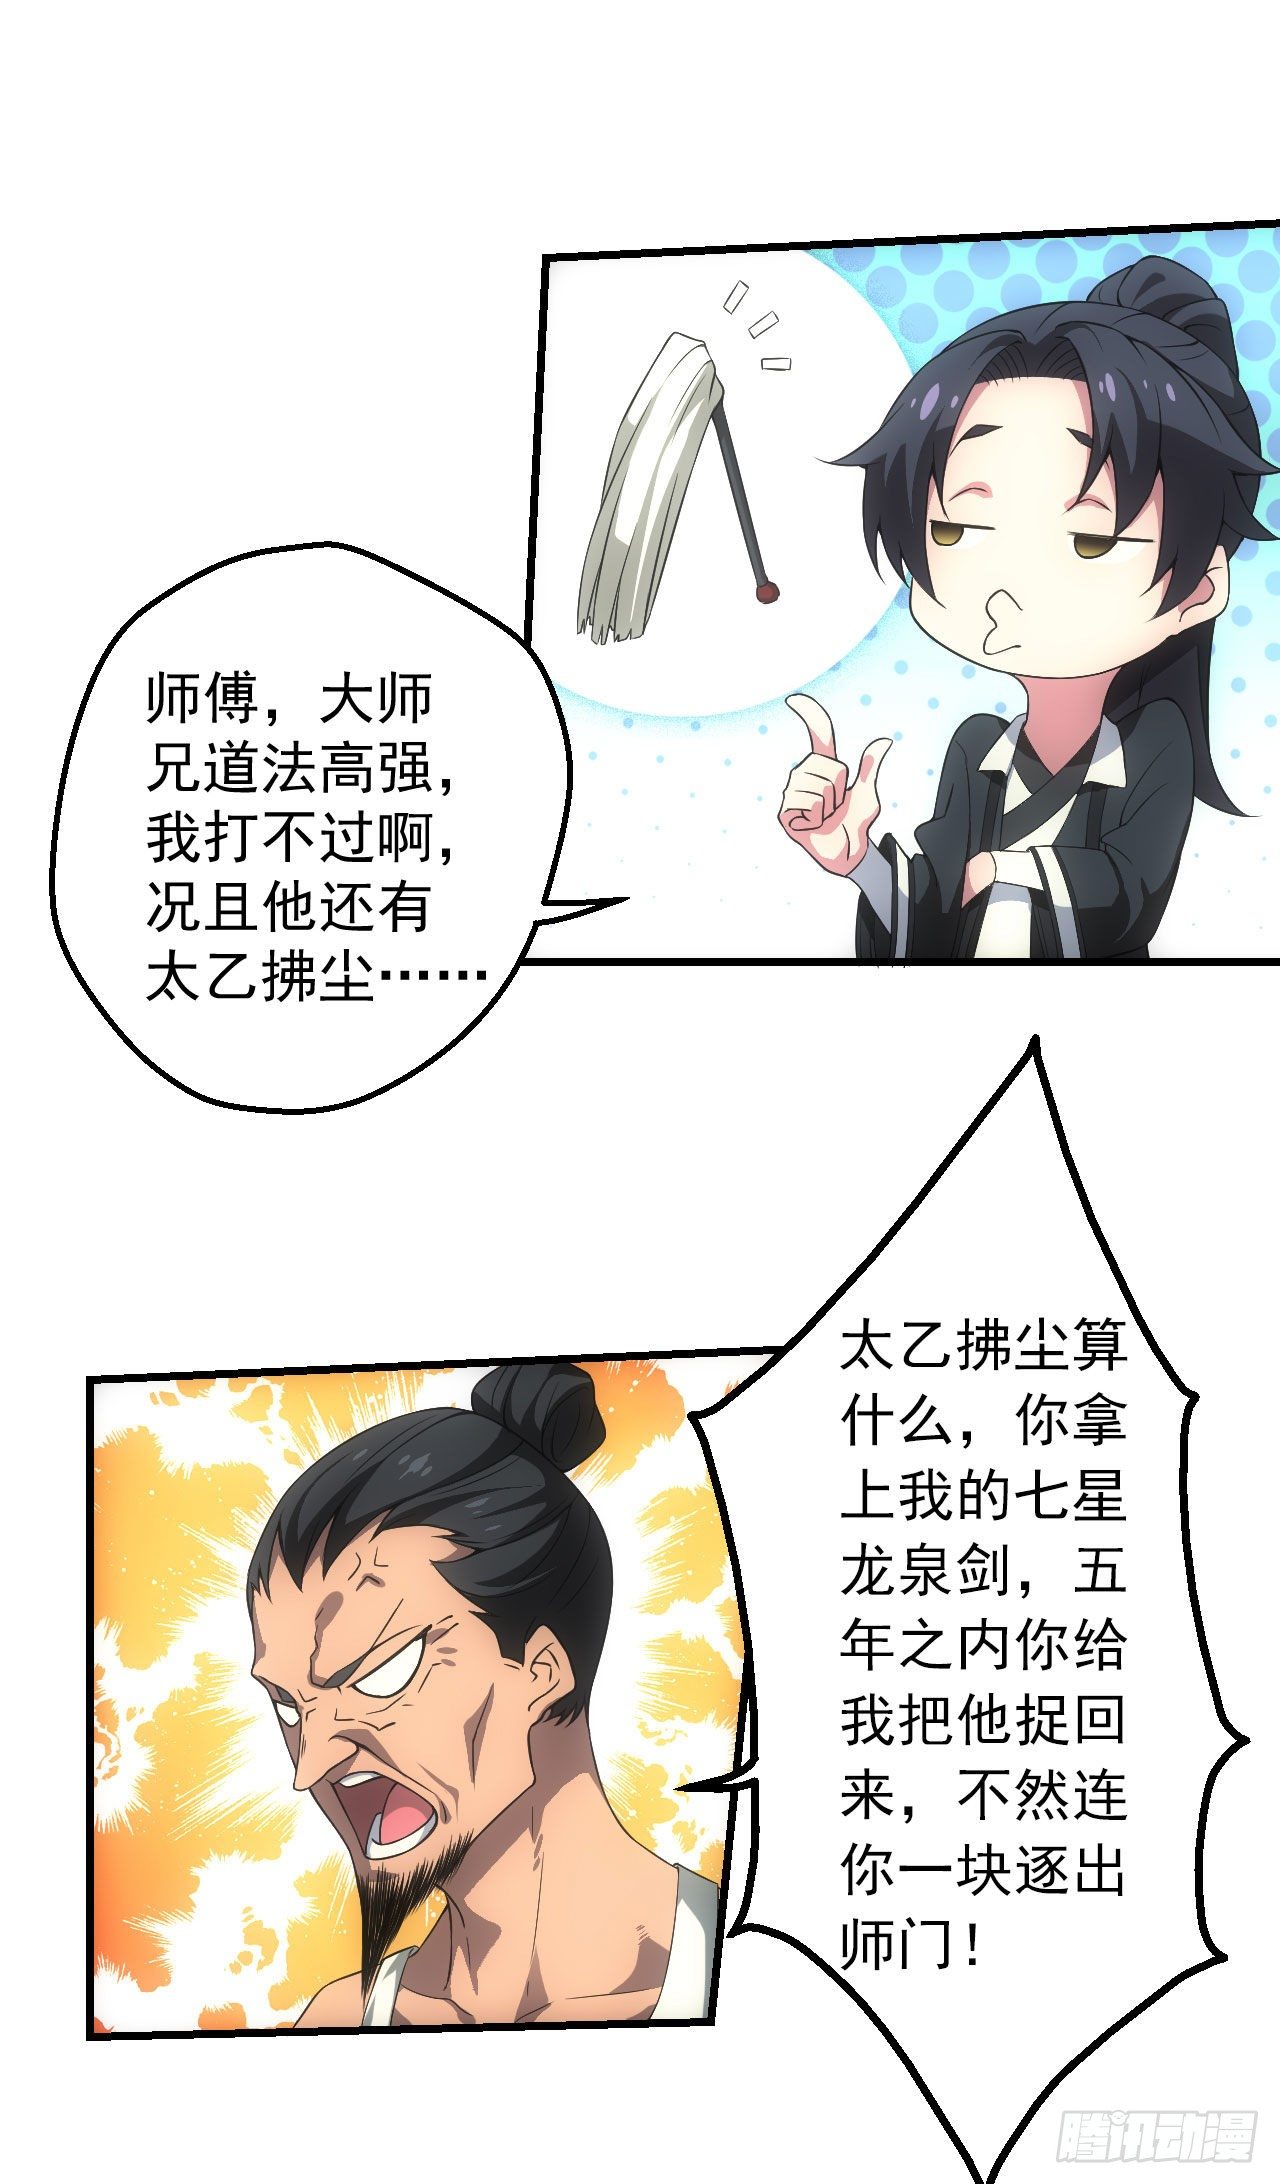 师傅，大师
兄道法高强，
我打不过啊，
况且他还有
太乙拂尘……
太乙拂尘算
什么，你拿
上我的七星
龙泉剑，五
年之内你给
我把他捉回
来，不然连
你一块逐出
师门！
腾讯动漫